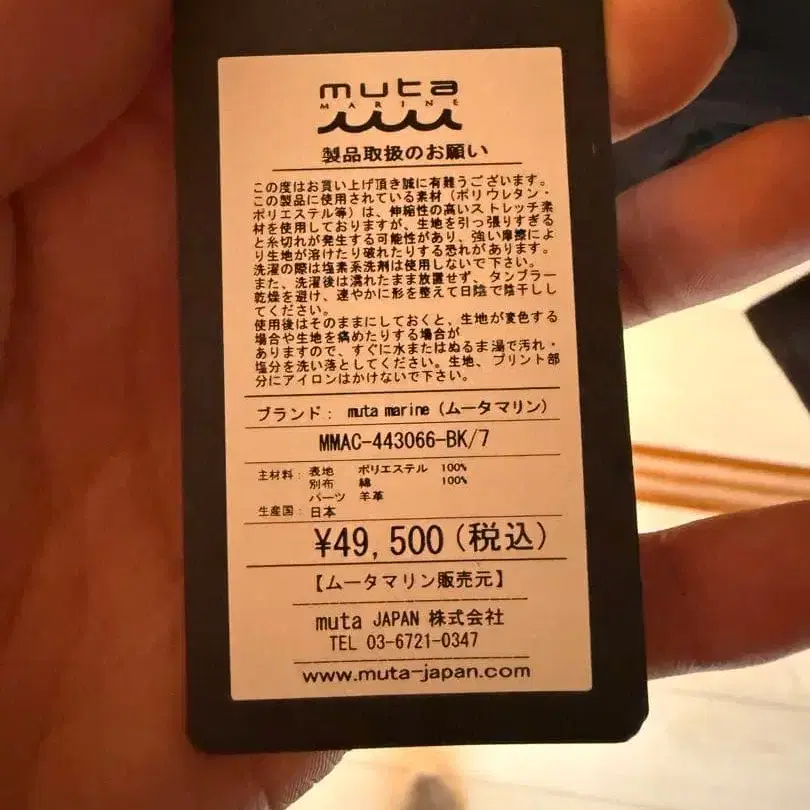 muta
MARINE
製品取扱のお願い
この度はお買い上げ頂き誠に有難うございます。
この製品に使用されている素材（ポリウレタン・
ポリエステル等）は、伸縮性の高いストレッチ素
材を使用しておりますが、生地を引っ張りすぎる
と糸切れが発生する可能性があり、強い摩擦によ
り生地が溶けたり破れたりする恐れがあります。
洗濯の際は塩素系洗剤は使用しないで下さい。
また、洗濯後は濡れたまま放置せず、タンブラー
乾燥を避け、速やかに形を整えて日陰で陰干しし
てください。
使用後はそのままにしておくと、生地が変色する
場合や生地を痛めたりする場合が
ありますので、すぐに水またはぬるま湯で汚れ・
塩分を洗い落としてください。生地、プリント部
分にアイロンはかけないで下さい。
ブランド： muta marine（ムータマリン）
MMAC-443066-BK/7
主材料： 表地 ポリエステル 100%
別布 綿 100%
パーツ 羊革
生産国： 日本
¥49,500（税込）
【ムータマリン販売元】
muta JAPAN 株式会社
TEL 03-6721-0347
www.muta-japan.com